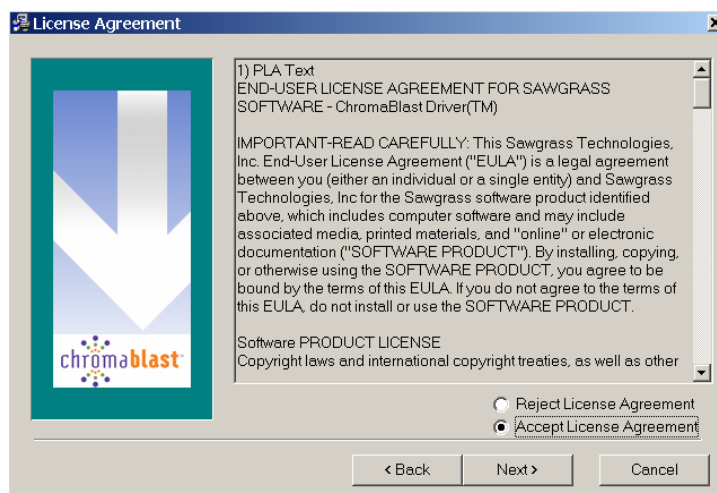 License Agreement
1) PLA Text
END-USER LICENSE AGREEMENT FOR SAWGRASS
SOFTWARE - ChromaBlast Driver(TM)
IMPORTANT-READ CAREFULLY: This Sawgrass Technologies,
Inc. End-User License Agreement ("EULA") is a legal agreement
between you (either an individual or a single entity) and Sawgrass
Technologies, Inc for the Sawgrass software product identified
above, which includes computer software and may include
associated media, printed materials, and "online" or electronic
documentation ("SOFTWARE PRODUCT"). By installing, copying,
or otherwise using the SOFTWARE PRODUCT, you agree to be
bound by the terms of this EULA. If you do not agree to the terms of
this EULA, do not install or use the SOFTWARE PRODUCT.
Software PRODUCT LICENSE
Copyright laws and international copyright treaties, as well as other
chromablast
Reject License Agreement
Accept License Agreement
< Back
Next >
Cancel